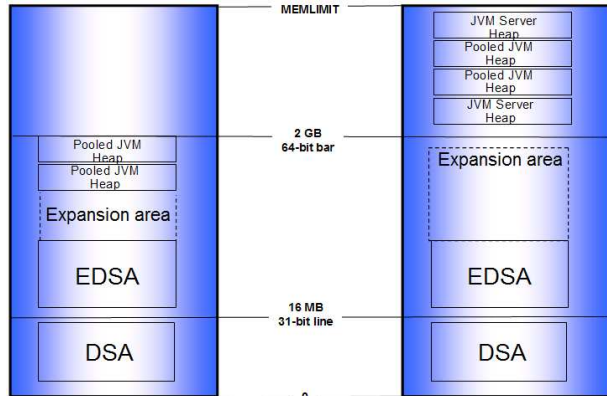 MEMLIMIT
JVM Server
Heap
Pooled JVM
Heap
Pooled JVM
Heap
JVM Server
Heap
2 GB
64-bit bar
Pooled JVM
Heap
Pooled JVM
Heap
Expansion area
Expansion area
EDSA
EDSA
16 MB
31-bit line
DSA
DSA
0